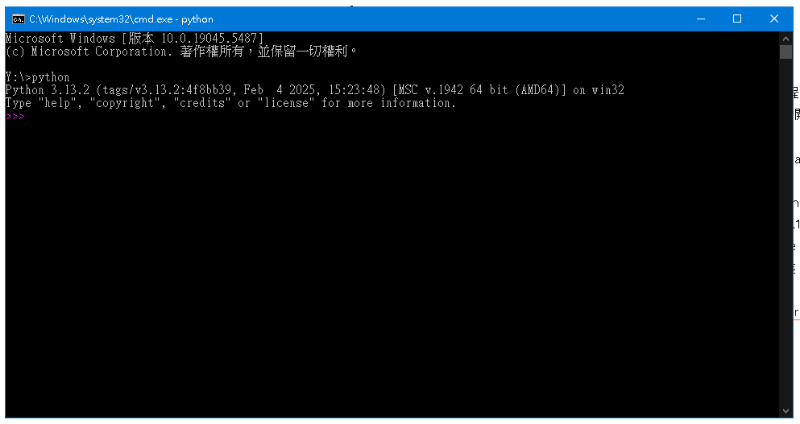 C:\Windows\system32\cmd.exe - python
Microsoft Windows [版本 10.0.19045.5487]
(c) Microsoft Corporation. 著作權所有,並保留一切權利。
Y:\>python
Python 3.13.2 (tags/v3.13.2:4f8bb39, Feb  4 2025, 15:23:48) [MSC v.1942 64 bit (AMD64)] on win32
Type "help", "copyright", "credits" or "license" for more information.
>>>